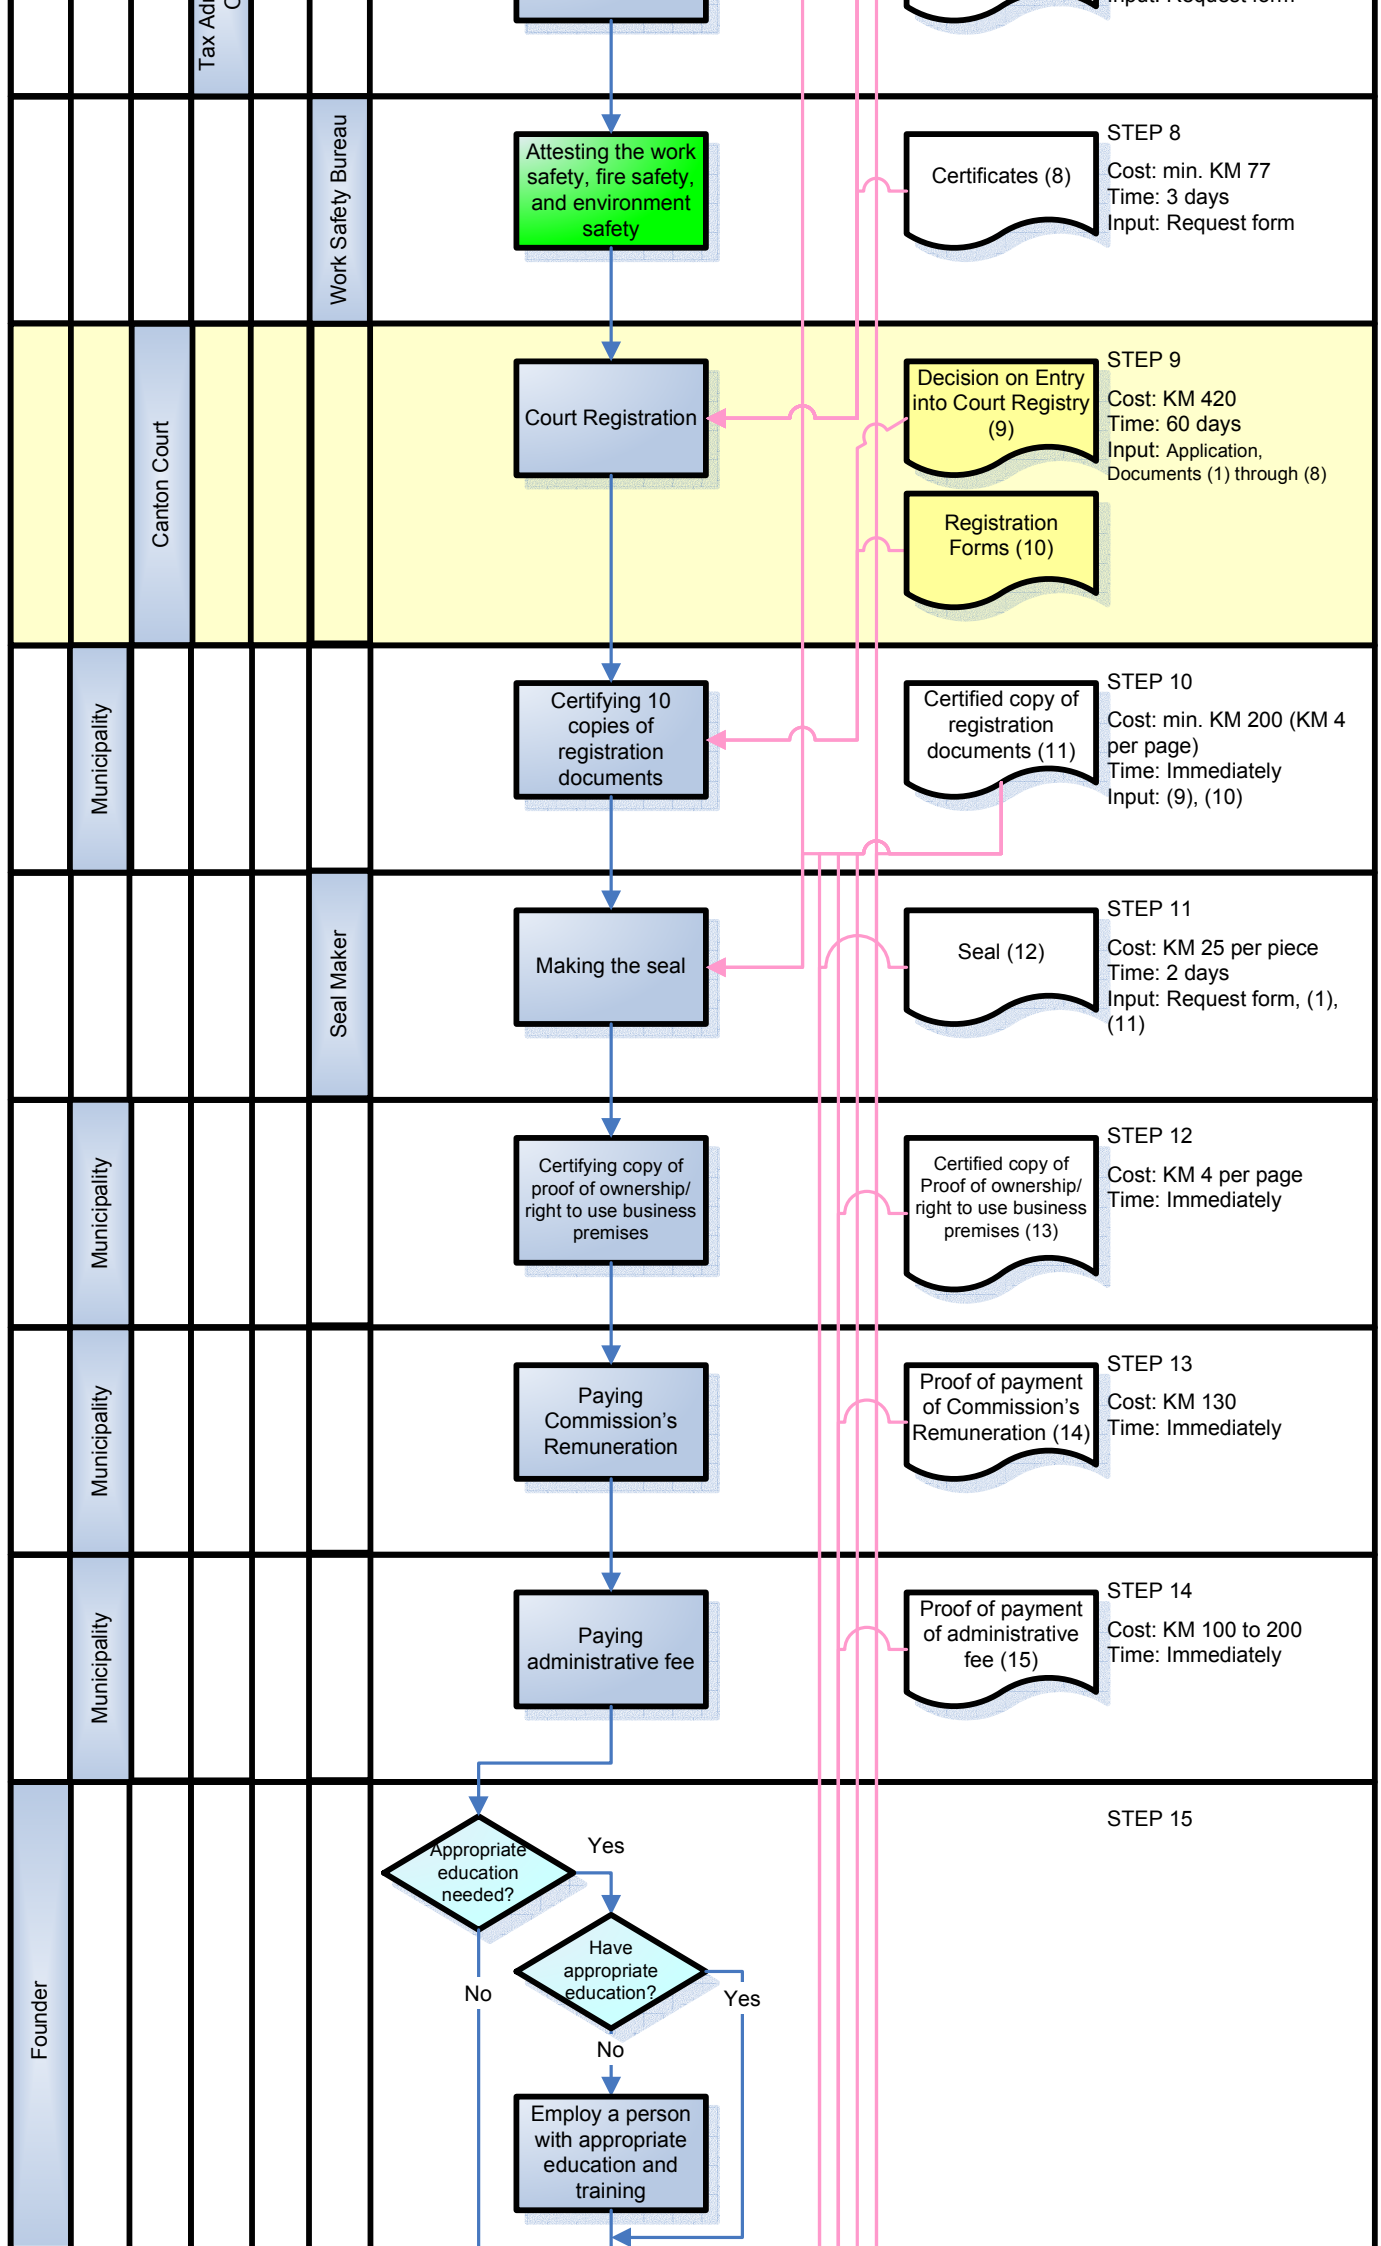 Tax Adr
Input: Request form
Work Safety Bureau
Attesting the work
safety, fire safety,
and environment
safety
Certificates (8)
STEP 8
Cost: min. KM 77
Time: 3 days
Input: Request form
Canton Court
Court Registration
Decision on Entry
into Court Registry
(9)
STEP 9
Cost: KM 420
Time: 60 days
Input: Application,
Documents (1) through (8)
Registration
Forms (10)
Municipality
Certifying 10
copies of
registration
documents
Certified copy of
registration
documents (11)
STEP 10
Cost: min. KM 200 (KM 4
per page)
Time: Immediately
Input: (9), (10)
Seal Maker
Making the seal
Seal (12)
STEP 11
Cost: KM 25 per piece
Time: 2 days
Input: Request form, (1),
(11)
Municipality
Certifying copy of
proof of ownership/
right to use business
premises
Certified copy of
Proof of ownership/
right to use business
premises (13)
STEP 12
Cost: KM 4 per page
Time: Immediately
Municipality
Paying
Commission’s
Remuneration
Proof of payment
of Commission’s
Remuneration (14)
STEP 13
Cost: KM 130
Time: Immediately
Municipality
Paying
administrative fee
Proof of payment
of administrative
fee (15)
STEP 14
Cost: KM 100 to 200
Time: Immediately
Founder
STEP 15
Appropriate
education
needed?
Yes
Have
appropriate
education?
No
Yes
No
Employ a person
with appropriate
education and
training